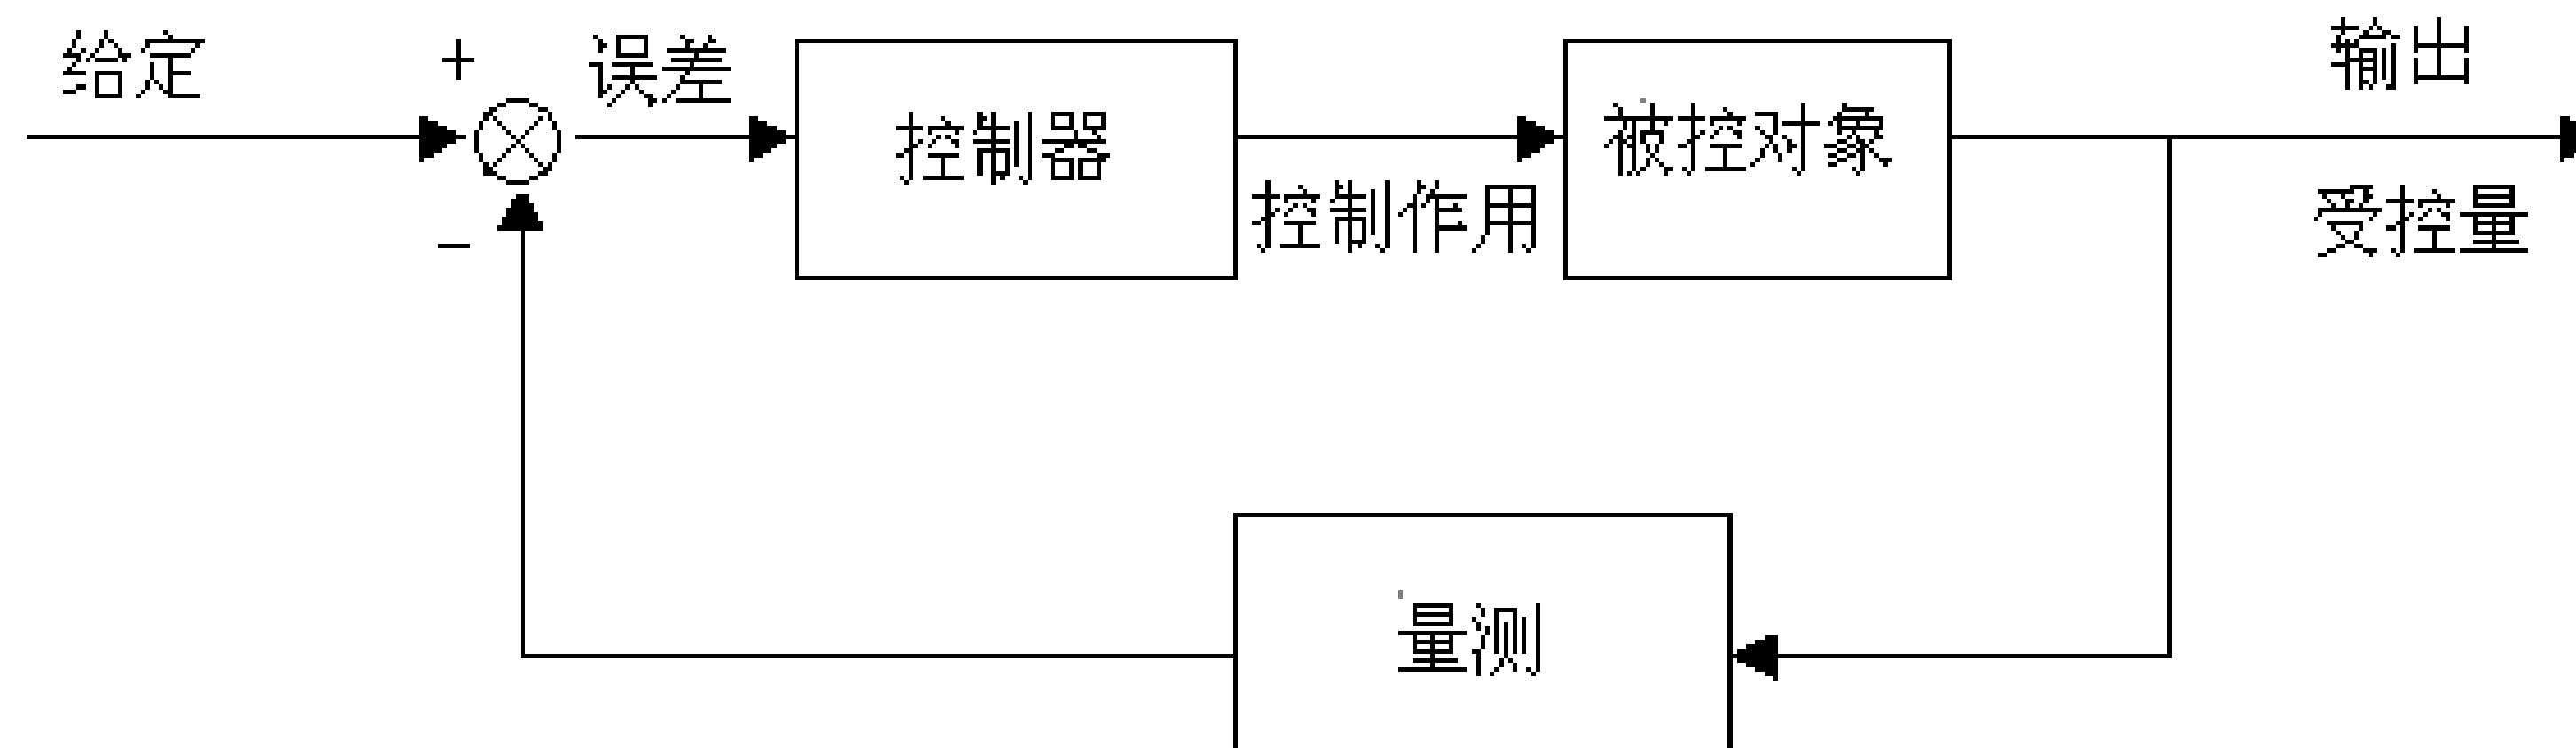 给定
+
误差
控制器
控制作用
被控对象
输出
受控量
−
量测